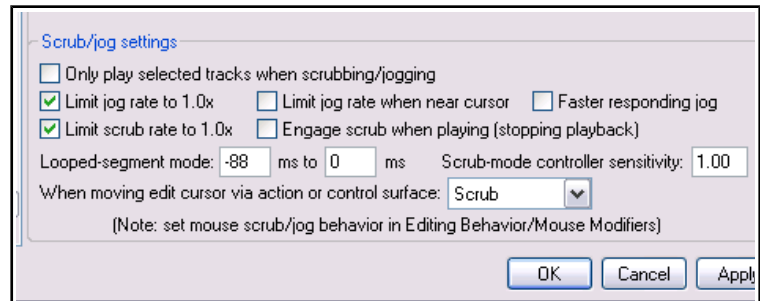 Scrub/jog settings
Only play selected tracks when scrubbing/jogging
Limit jog rate to 1.0x Limit jog rate when near cursor Faster responding jog
Limit scrub rate to 1.0x Engage scrub when playing (stopping playback)
Looped-segment mode: -88 ms to 0 ms Scrub-mode controller sensitivity: 1.00
When moving edit cursor via action or control surface: Scrub
(Note: set mouse scrub/jog behavior in Editing Behavior/Mouse Modifiers)
OK Cancel Apply